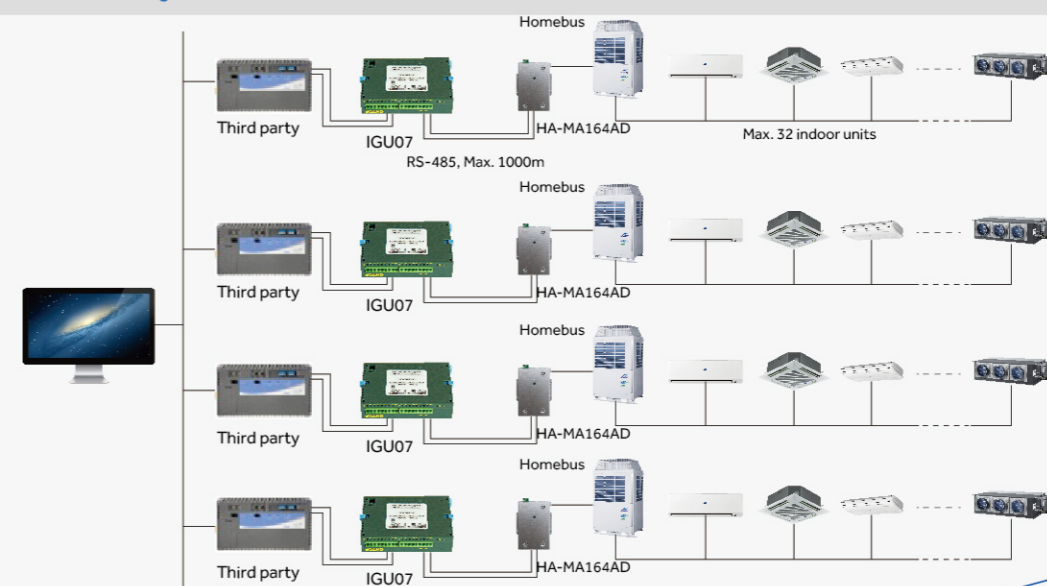 Homebus
Third party
IGU07
HA-MA164AD
Max. 32 indoor units
RS-485, Max. 1000m
Homebus
Third party
IGU07
HA-MA164AD
Homebus
Third party
IGU07
HA-MA164AD
Homebus
Third party
IGU07
HA-MA164AD